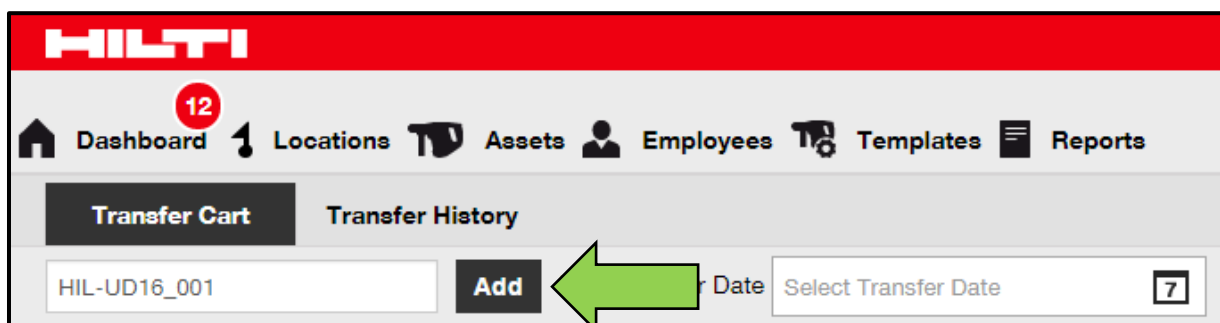 HILTI
12
Dashboard Locations Assets Employees Templates Reports
Transfer Cart Transfer History
HIL-UD16_001 Add r Date Select Transfer Date 7